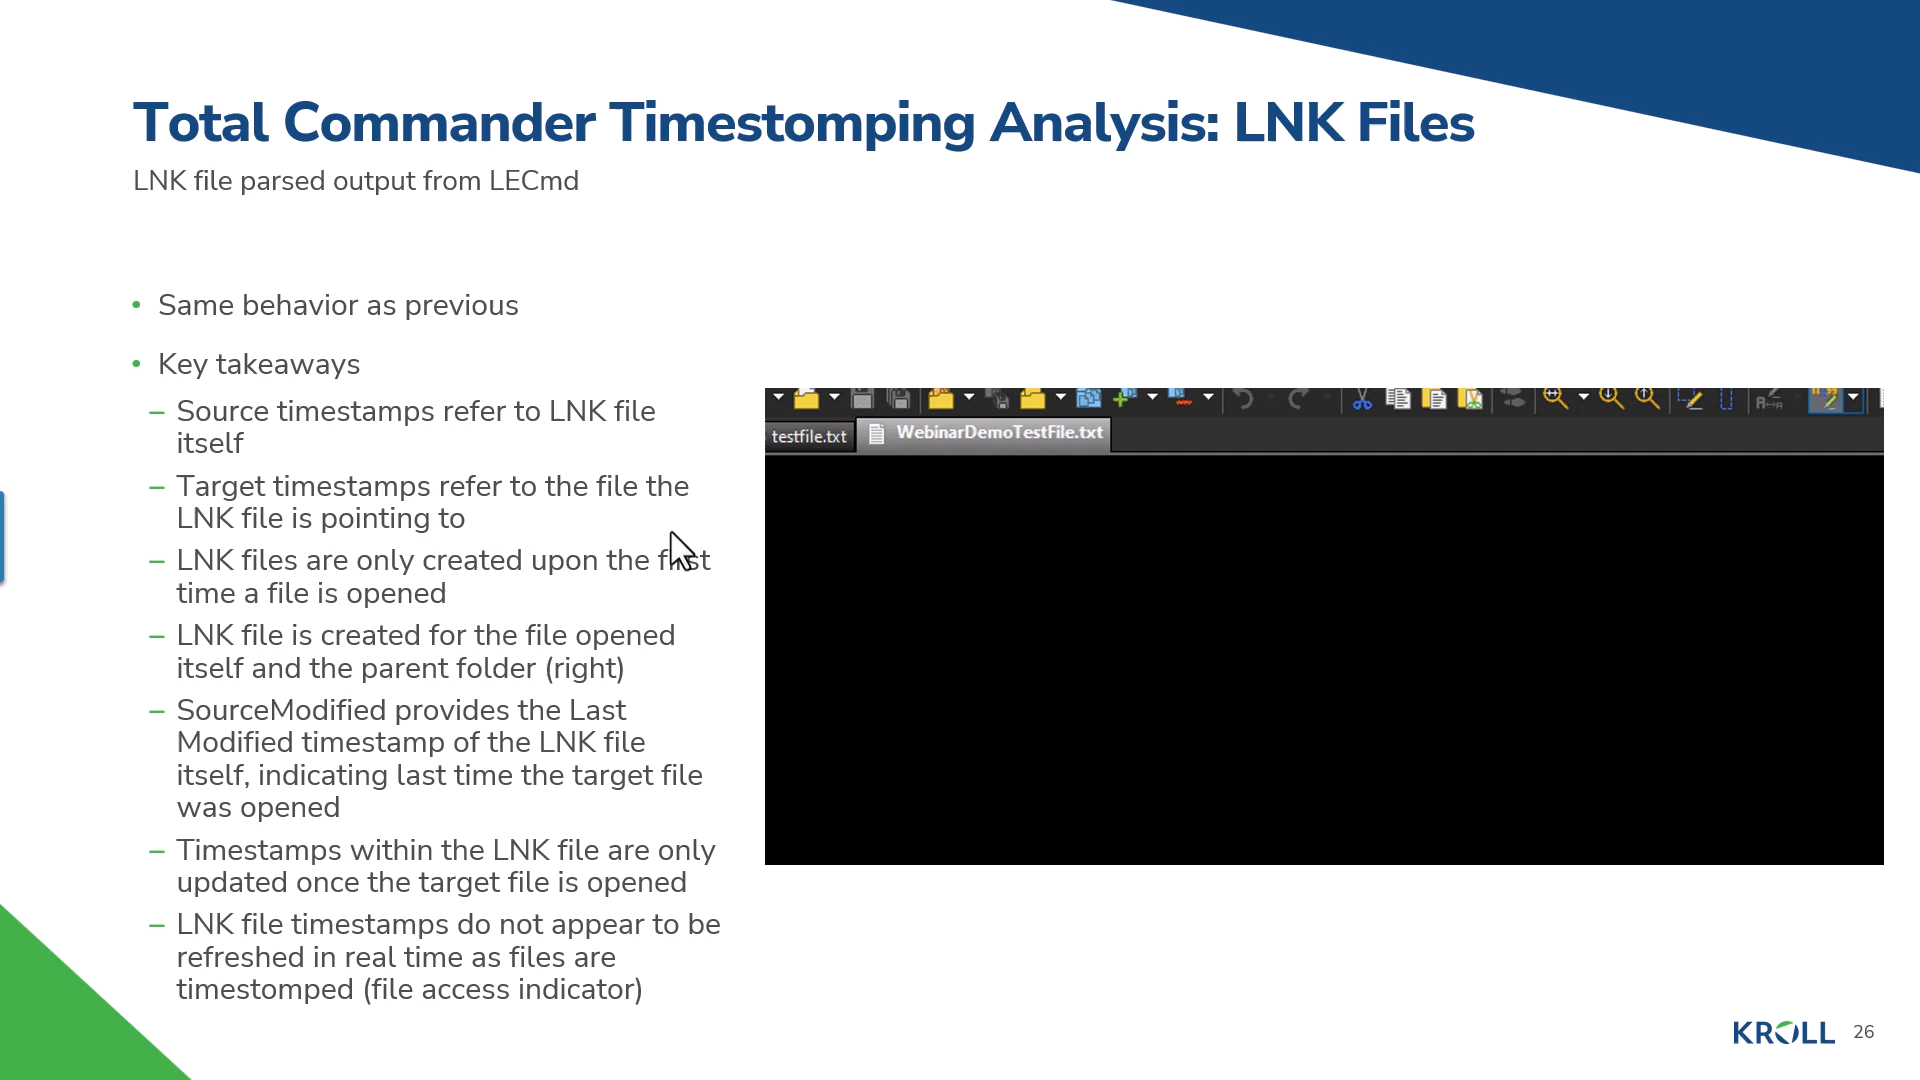 Total Commander Timestomping Analysis: LNK Files
LNK file parsed output from LECmd
• Same behavior as previous
• Key takeaways
– Source timestamps refer to LNK file
itself
– Target timestamps refer to the file the
LNK file is pointing to
– LNK files are only created upon the first
time a file is opened
– LNK file is created for the file opened
itself and the parent folder (right)
– SourceModified provides the Last
Modified timestamp of the LNK file
itself, indicating last time the target file
was opened
– Timestamps within the LNK file are only
updated once the target file is opened
– LNK file timestamps do not appear to be
refreshed in real time as files are
timestomped (file access indicator)
testfile.txt
WebinarDemoTestFile.txt
KROLL
26